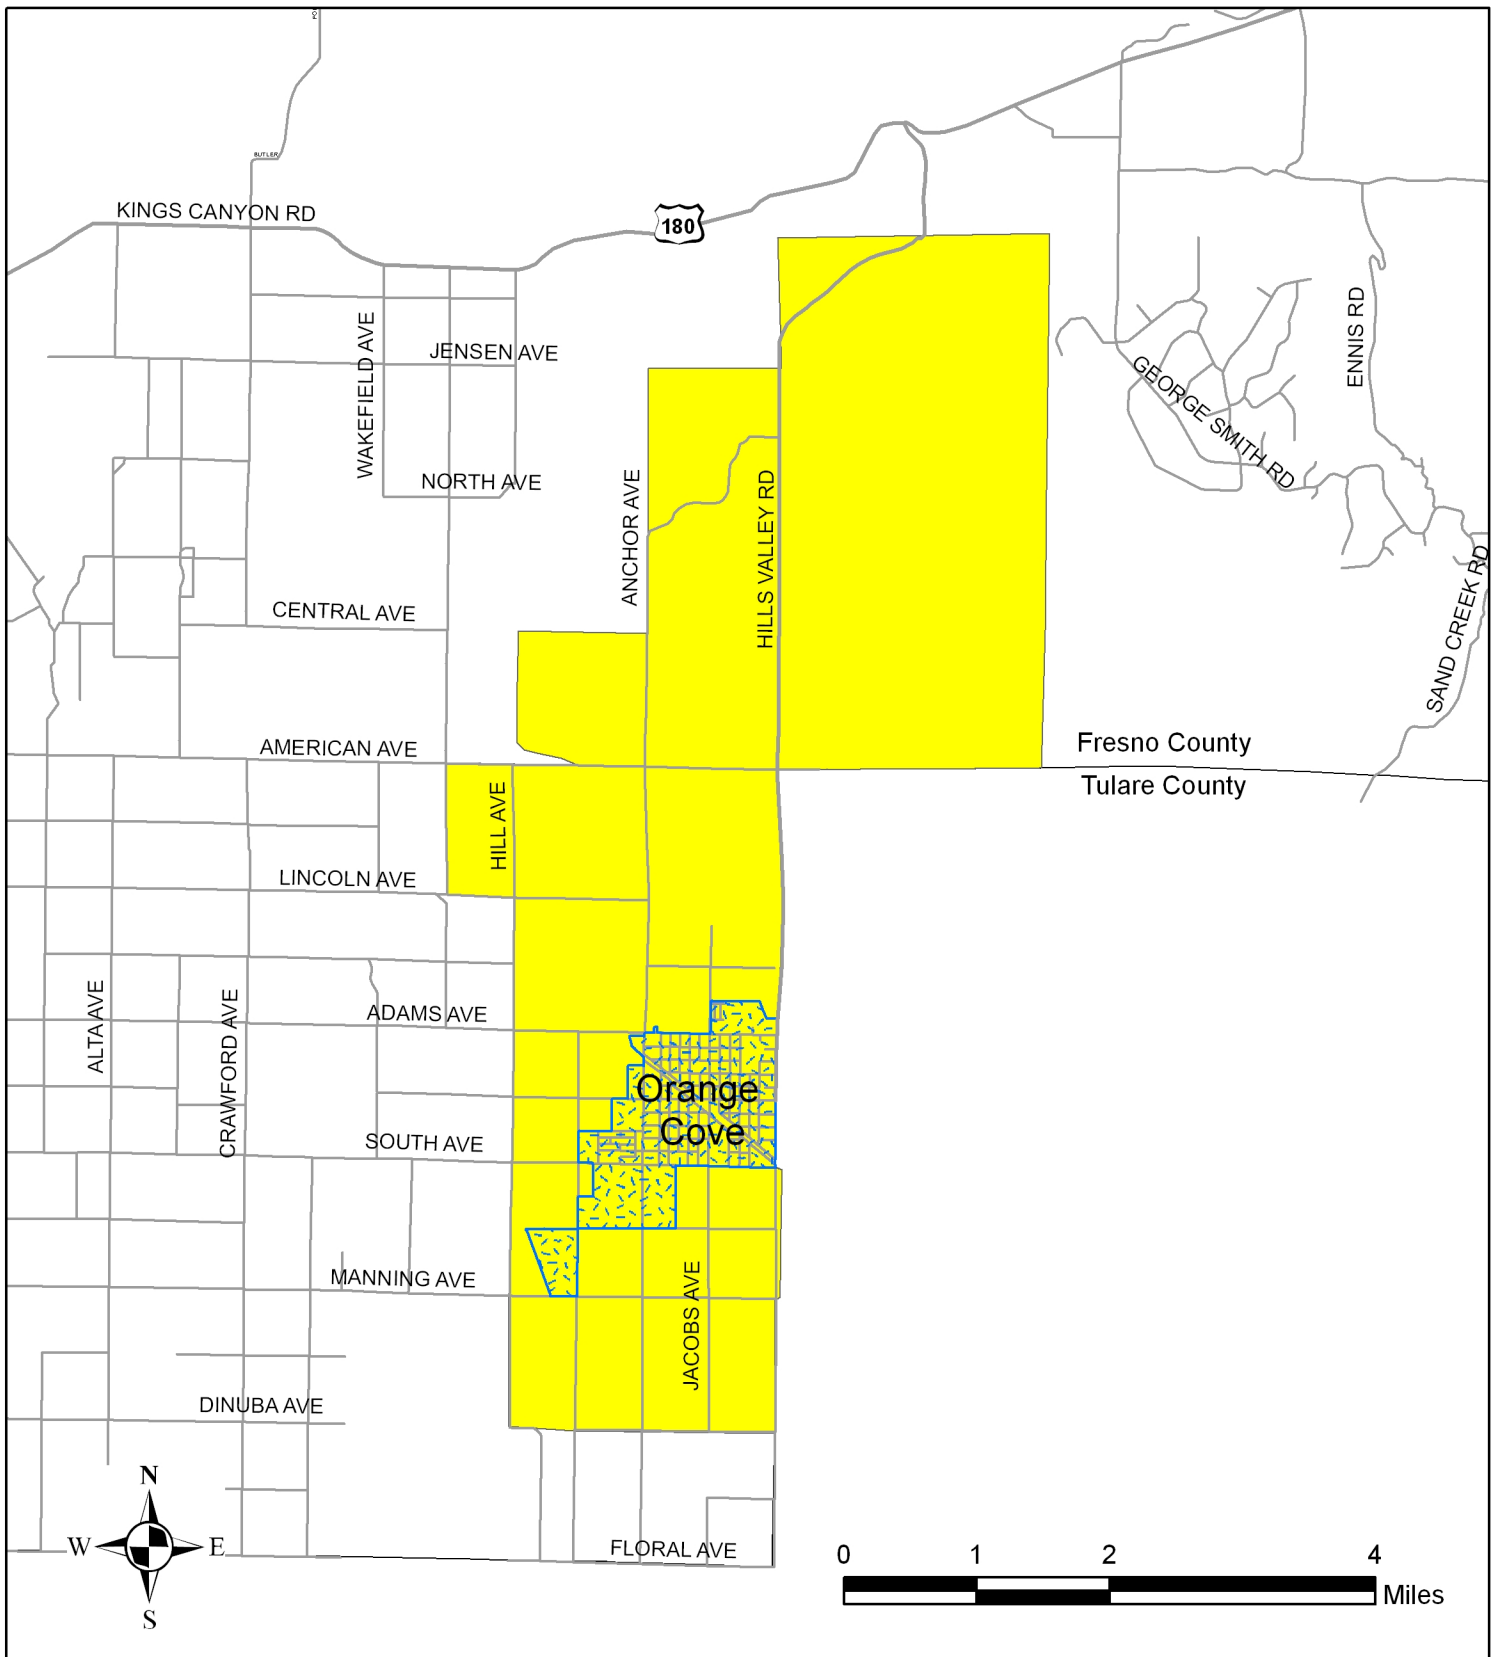 BUTLER
KINGS CANYON RD
180
JENSEN AVE
WAKEFIELD AVE
ENNIS RD
GEORGE SMITH RD
NORTH AVE
ANCHOR AVE
HILLS VALLEY RD
CENTRAL AVE
SAND CREEK RD
AMERICAN AVE
Fresno County
Tulare County
HILL AVE
LINCOLN AVE
ALTA AVE
CRAWFORD AVE
ADAMS AVE
Orange
Cove
SOUTH AVE
MANNING AVE
JACOBS AVE
DINUBA AVE
N
W
E
S
FLORAL AVE
0 1 2 4
Miles